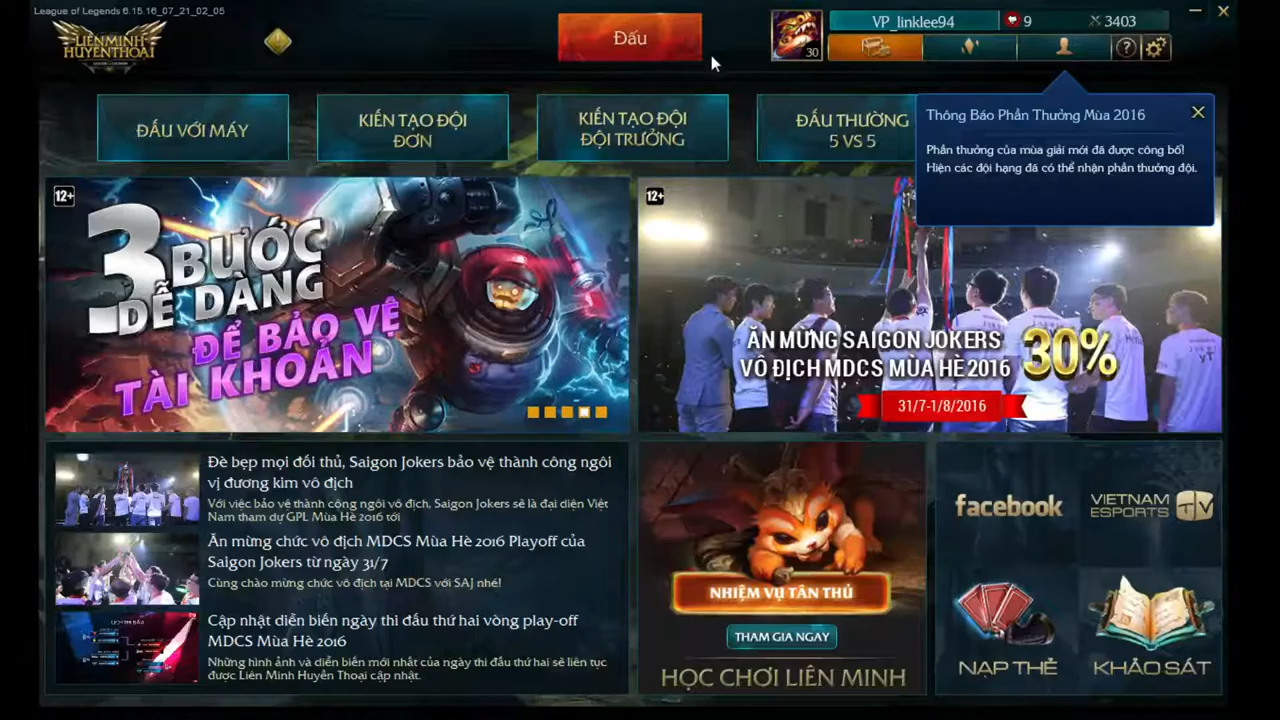 League of Legends 6.15.16_07_21_02_05
LIÊNMINH
HUYỀNTHOẠI
Đấu
VP_linklee94
9
3403
30
?
ĐẤU VỚI MÁY
KIẾN TẠO ĐỘI
ĐƠN
KIẾN TẠO ĐỘI
ĐỘI TRƯỞNG
ĐẤU THƯỜNG
5 VS 5
Thông Báo Phần Thưởng Mùa 2016
Phần thưởng của mùa giải mới đã được công bố!
Hiện các đội hạng đã có thể nhận phần thưởng đội.
12+
3 BƯỚC
DỄ DÀNG
ĐỂ BẢO VỆ
TÀI KHOẢN
12+
ĂN MỪNG SAIGON JOKERS
VÔ ĐỊCH MDCS MÙA HÈ 2016
30%
31/7-1/8/2016
Đè bẹp mọi đối thủ, Saigon Jokers bảo vệ thành công ngôi
vị đương kim vô địch
Với việc bảo vệ thành công ngôi vô địch, Saigon Jokers sẽ là đại diện Việt
Nam tham dự GPL Mùa Hè 2016 tới
Ăn mừng chức vô địch MDCS Mùa Hè 2016 Playoff của
Saigon Jokers từ ngày 31/7
Cùng chào mừng chức vô địch tại MDCS với SAJ nhé!
Cập nhật diễn biến ngày thi đấu thứ hai vòng play-off
MDCS Mùa Hè 2016
Những hình ảnh và diễn biến mới nhất của ngày thi đấu thứ hai sẽ liên tục
được Liên Minh Huyền Thoại cập nhật.
NHIỆM VỤ TÂN THỦ
THAM GIA NGAY
HỌC CHƠI LIÊN MINH
facebook
VIETNAM
ESPORTS TV
NẠP THẺ
KHẢO SÁT